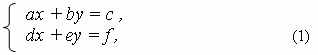 ax + by = c ,
dx + ey = f, (1)